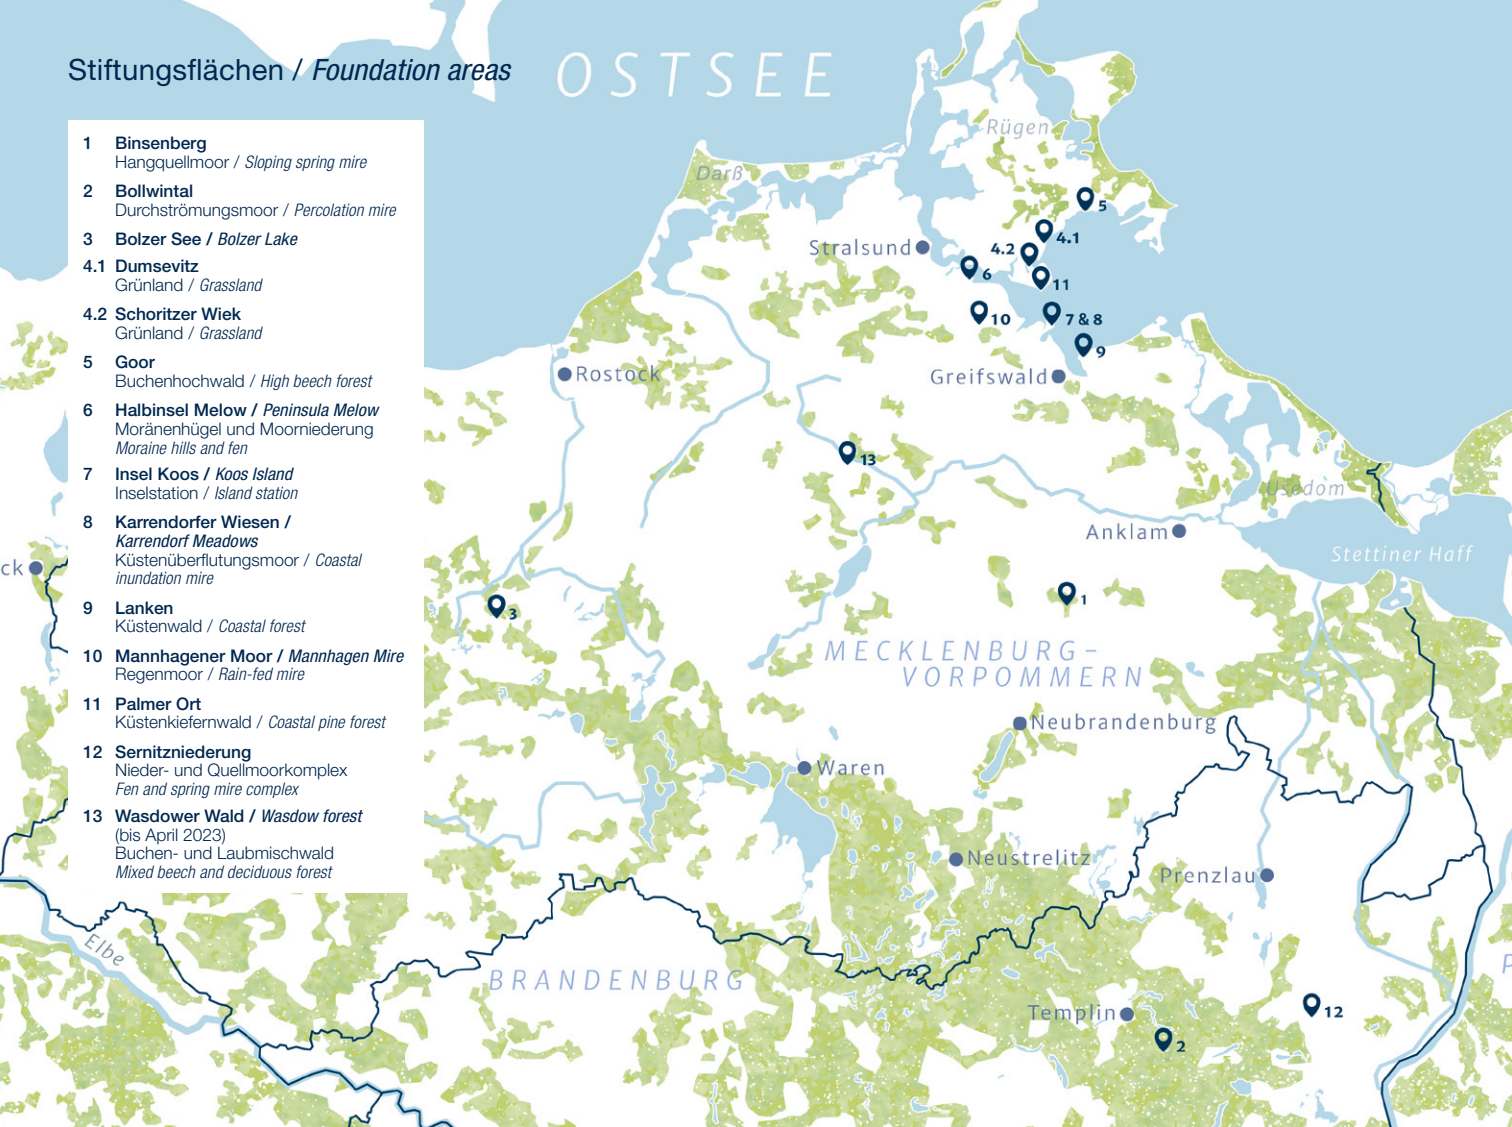 Stiftungsflächen / Foundation areas
1 Binsenberg
Hangquellmoor / Sloping spring mire
2 Bollwintal
Durchströmungsmoor / Percolation mire
3 Bolzer See / Bolzer Lake
4.1 Dumsevitz
Grünland / Grassland
4.2 Schoritzer Wiek
Grünland / Grassland
5 Goor
Buchenhochwald / High beech forest
6 Halbinsel Melow / Peninsula Melow
Moränenhügel und Moorniederung
Moraine hills and fen
7 Insel Koos / Koos Island
Inselstation / Island station
8 Karrendorfer Wiesen /
Karrendorf Meadows
Küstenüberflutungsmoor / Coastal
inundation mire
9 Lanken
Küstenwald / Coastal forest
10 Mannhagener Moor / Mannhagen Mire
Regenmoor / Rain-fed mire
11 Palmer Ort
Küstenkiefernwald / Coastal pine forest
12 Sernitzniederung
Nieder- und Quellmoorkomplex
Fen and spring mire complex
13 Wasdower Wald / Wasdow forest
(bis April 2023)
Buchen- und Laubmischwald
Mixed beech and deciduous forest
OSTSEE
Rügen
Darß
5
4.1
Stralsund
4.2
6
11
10
7 & 8
9
Rostock
Greifswald
13
Usedom
Anklam
Stettiner Haff
ck
1
3
MECKLENBURG-
VORPOMMERN
Neubrandenburg
Waren
Neustrelitz
Prenzlau
Elbe
P
BRANDENBURG
Templin
12
2